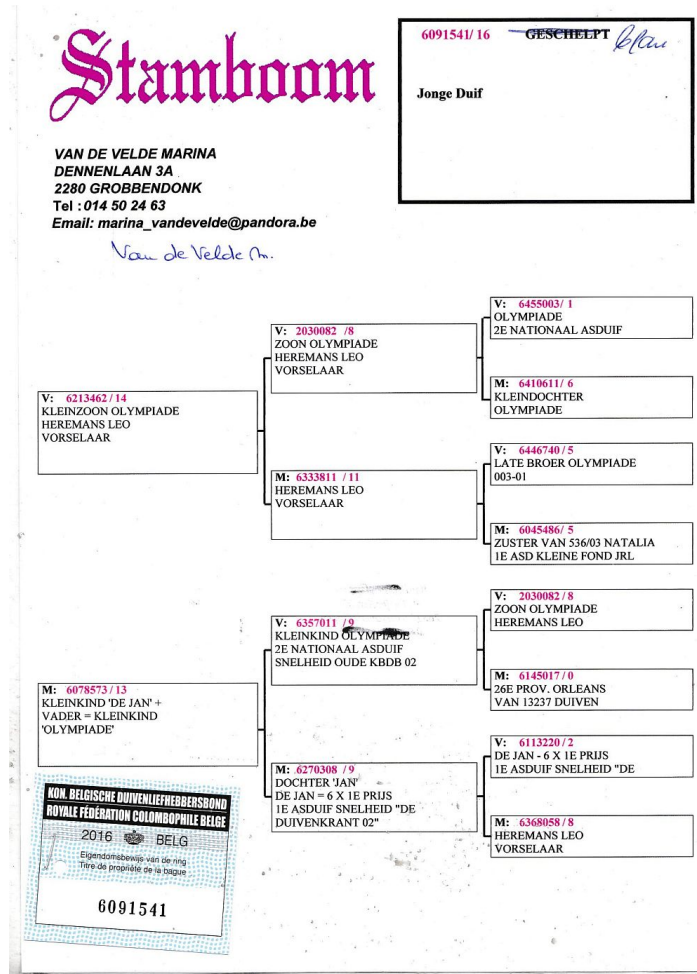 Stamboom
6091541/ 16 GESCHELPT blau
Jonge Duif
VAN DE VELDE MARINA
DENNENLAAN 3A
2280 GROBBENDONK
Tel : 014 50 24 63
Email: marina_vandevelde@pandora.be
Van de Velde M.
V: 6455003/ 1
OLYMPIADE
2E NATIONAAL ASDUIF
V: 2030082 /8
ZOON OLYMPIADE
HEREMANS LEO
VORSELAAR
M: 6410611/ 6
KLEINDOCHTER
OLYMPIADE
V: 6213462/14
KLEINZOON OLYMPIADE
HEREMANS LEO
VORSELAAR
V: 6446740/ 5
LATE BROER OLYMPIADE
003-01
M: 6333811 /11
HEREMANS LEO
VORSELAAR
M: 6045486/ 5
ZUSTER VAN 536/03 NATALIA
1E ASD KLEINE FOND JRL
V: 2030082/ 8
ZOON OLYMPIADE
HEREMANS LEO
V: 6357011 /9
KLEINKIND OLYMPIADE
2E NATIONAAL ASDUIF
SNELHEID OUDE KBDB 02
M: 6145017/ 0
26E PROV. ORLEANS
VAN 13237 DUIVEN
M: 6078573/13
KLEINKIND 'DE JAN' +
VADER = KLEINKIND
'OLYMPIADE'
V: 6113220/ 2
DE JAN - 6 X 1E PRIJS
1E ASDUIF SNELHEID "DE
M: 6270308 /9
DOCHTER 'JAN'
DE JAN = 6 X 1E PRIJS
1E ASDUIF SNELHEID "DE
DUIVENKRANT 02"
M: 6368058/ 8
HEREMANS LEO
VORSELAAR
KON. BELGISCHE DUIVENLIEFHEBBERSBOND
ROYALE FÉDÉRATION COLOMBOPHILE BELGE
2016 BELG
Eigendomsbewijs van de ring
Titre de propriété de la bague
6091541